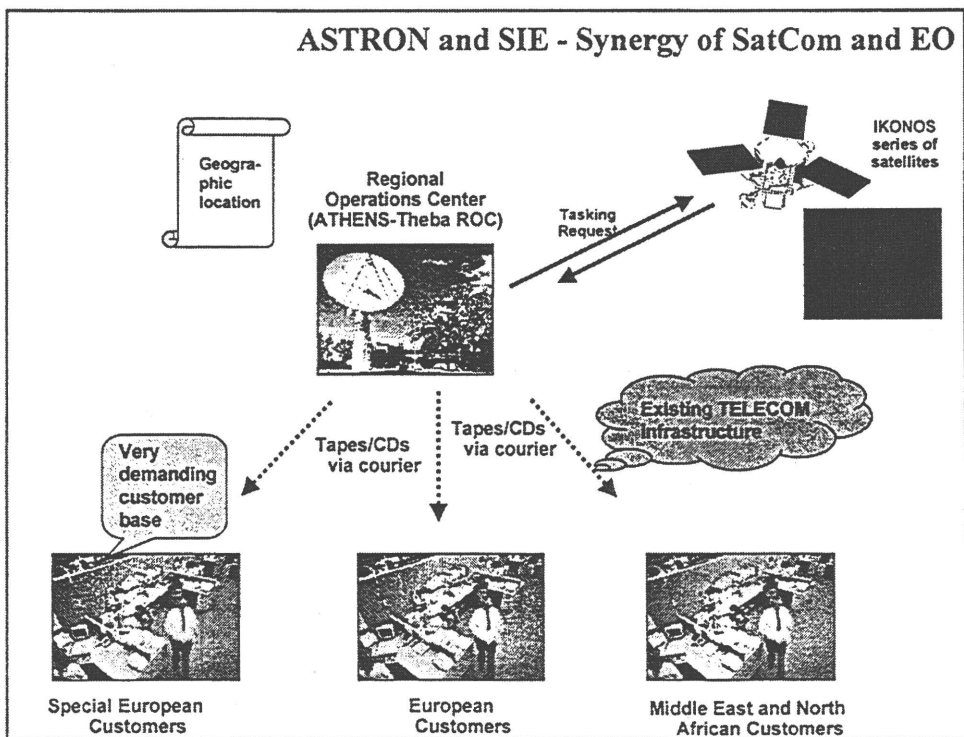 ASTRON and SIE - Synergy of SatCom and EO
Geogra-
phic
location
Regional
Operations Center
(ATHENS-Theba ROC)
Tasking
Request
IKONOS
series of
satellites
Existing TELECOM
Infrastructure
Very
demanding
customer
base
Tapes/CDs
via courier
Tapes/CDs
via courier
Special European
Customers
European
Customers
Middle East and North
African Customers